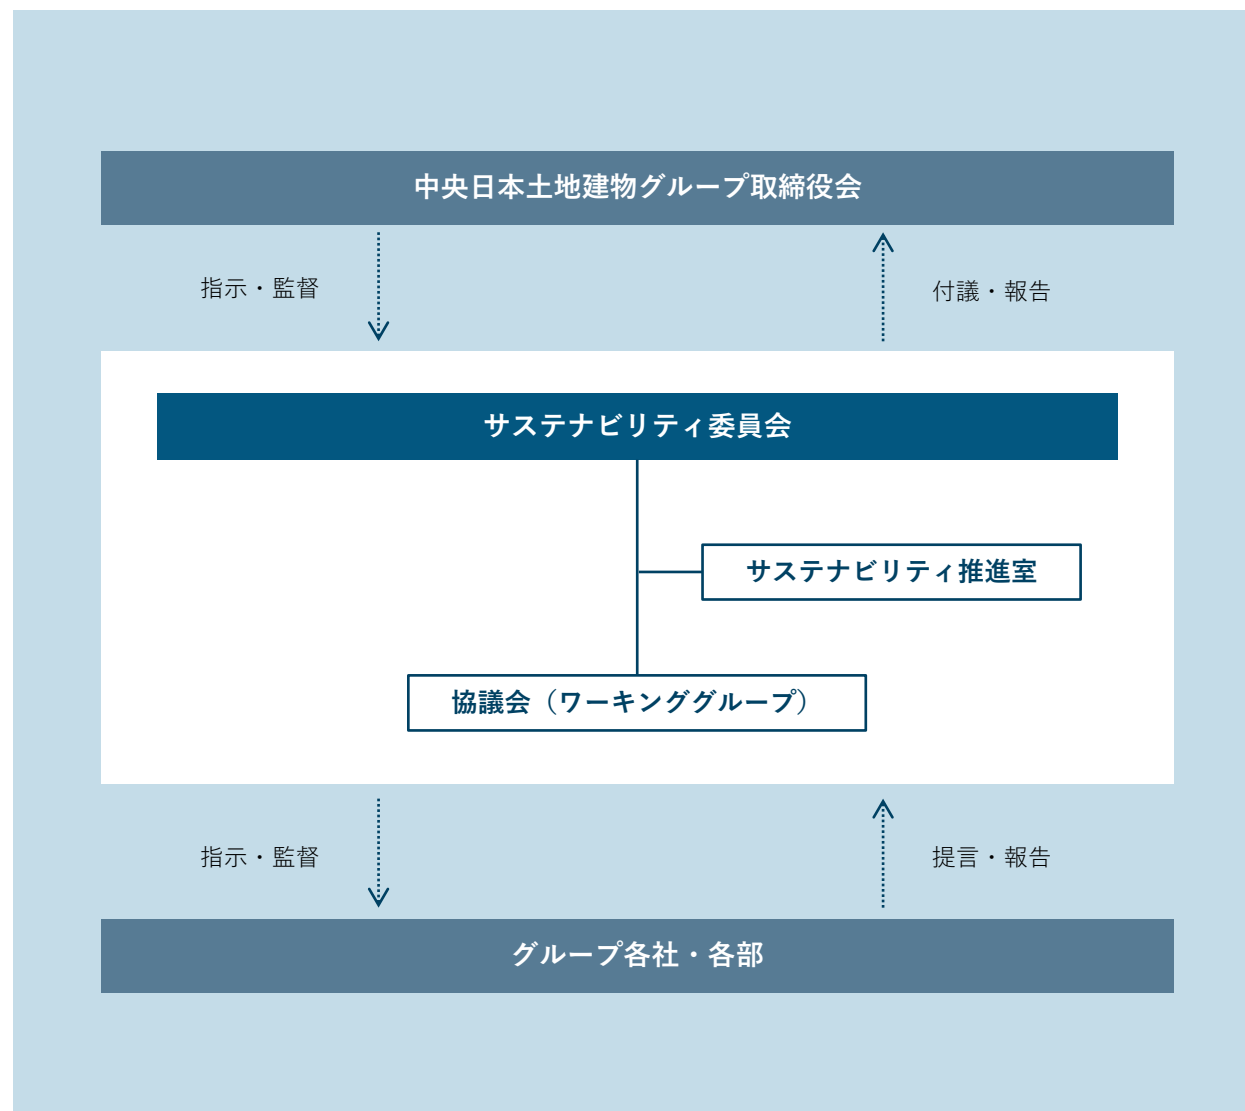 中央日本土地建物グループ取締役会
指示・監督
付議・報告
サステナビリティ委員会
サステナビリティ推進室
協議会（ワーキンググループ）
指示・監督
提言・報告
グループ各社・各部